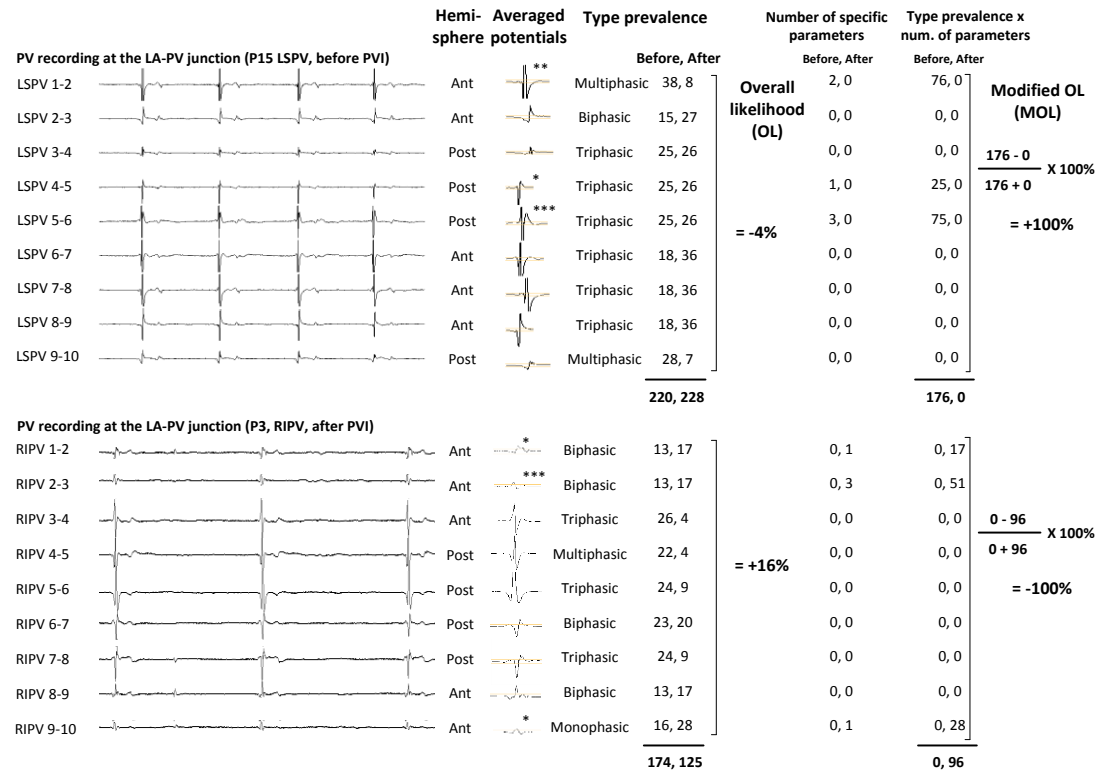 Hemi-
sphere
Averaged
potentials
Type prevalence
Before, After
Number of specific
parameters
Before, After
Type prevalence x
num. of parameters
Before, After
PV recording at the LA-PV junction (P15 LSPV, before PVI)
LSPV 1-2 Ant ** Multiphasic 38, 8 2, 0 76, 0
LSPV 2-3 Ant Biphasic 15, 27 0, 0 0, 0
LSPV 3-4 Post Triphasic 25, 26 0, 0 0, 0
LSPV 4-5 Post * Triphasic 25, 26 1, 0 25, 0
LSPV 5-6 Post *** Triphasic 25, 26 3, 0 75, 0
LSPV 6-7 Ant Triphasic 18, 36 0, 0 0, 0
LSPV 7-8 Ant Triphasic 18, 36 0, 0 0, 0
LSPV 8-9 Ant Triphasic 18, 36 0, 0 0, 0
LSPV 9-10 Post Multiphasic 28, 7 0, 0 0, 0
220, 228 176, 0
Overall
likelihood
(OL)
= -4%
Modified OL
(MOL)
176 - 0
X 100%
176 + 0
= +100%
PV recording at the LA-PV junction (P3, RIPV, after PVI)
RIPV 1-2 Ant * Biphasic 13, 17 0, 1 0, 17
RIPV 2-3 Ant *** Biphasic 13, 17 0, 3 0, 51
RIPV 3-4 Ant Triphasic 26, 4 0, 0 0, 0
RIPV 4-5 Post Multiphasic 22, 4 0, 0 0, 0
RIPV 5-6 Post Triphasic 24, 9 0, 0 0, 0
RIPV 6-7 Post Biphasic 23, 20 0, 0 0, 0
RIPV 7-8 Post Triphasic 24, 9 0, 0 0, 0
RIPV 8-9 Ant Biphasic 13, 17 0, 0 0, 0
RIPV 9-10 Ant * Monophasic 16, 28 0, 1 0, 28
174, 125 0, 96
= +16%
0 - 96
X 100%
0 + 96
= -100%